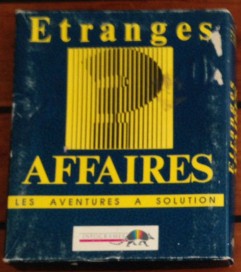 Etranges
AFFAIRES
LES AVENTURES A SOLUTION
Etranges